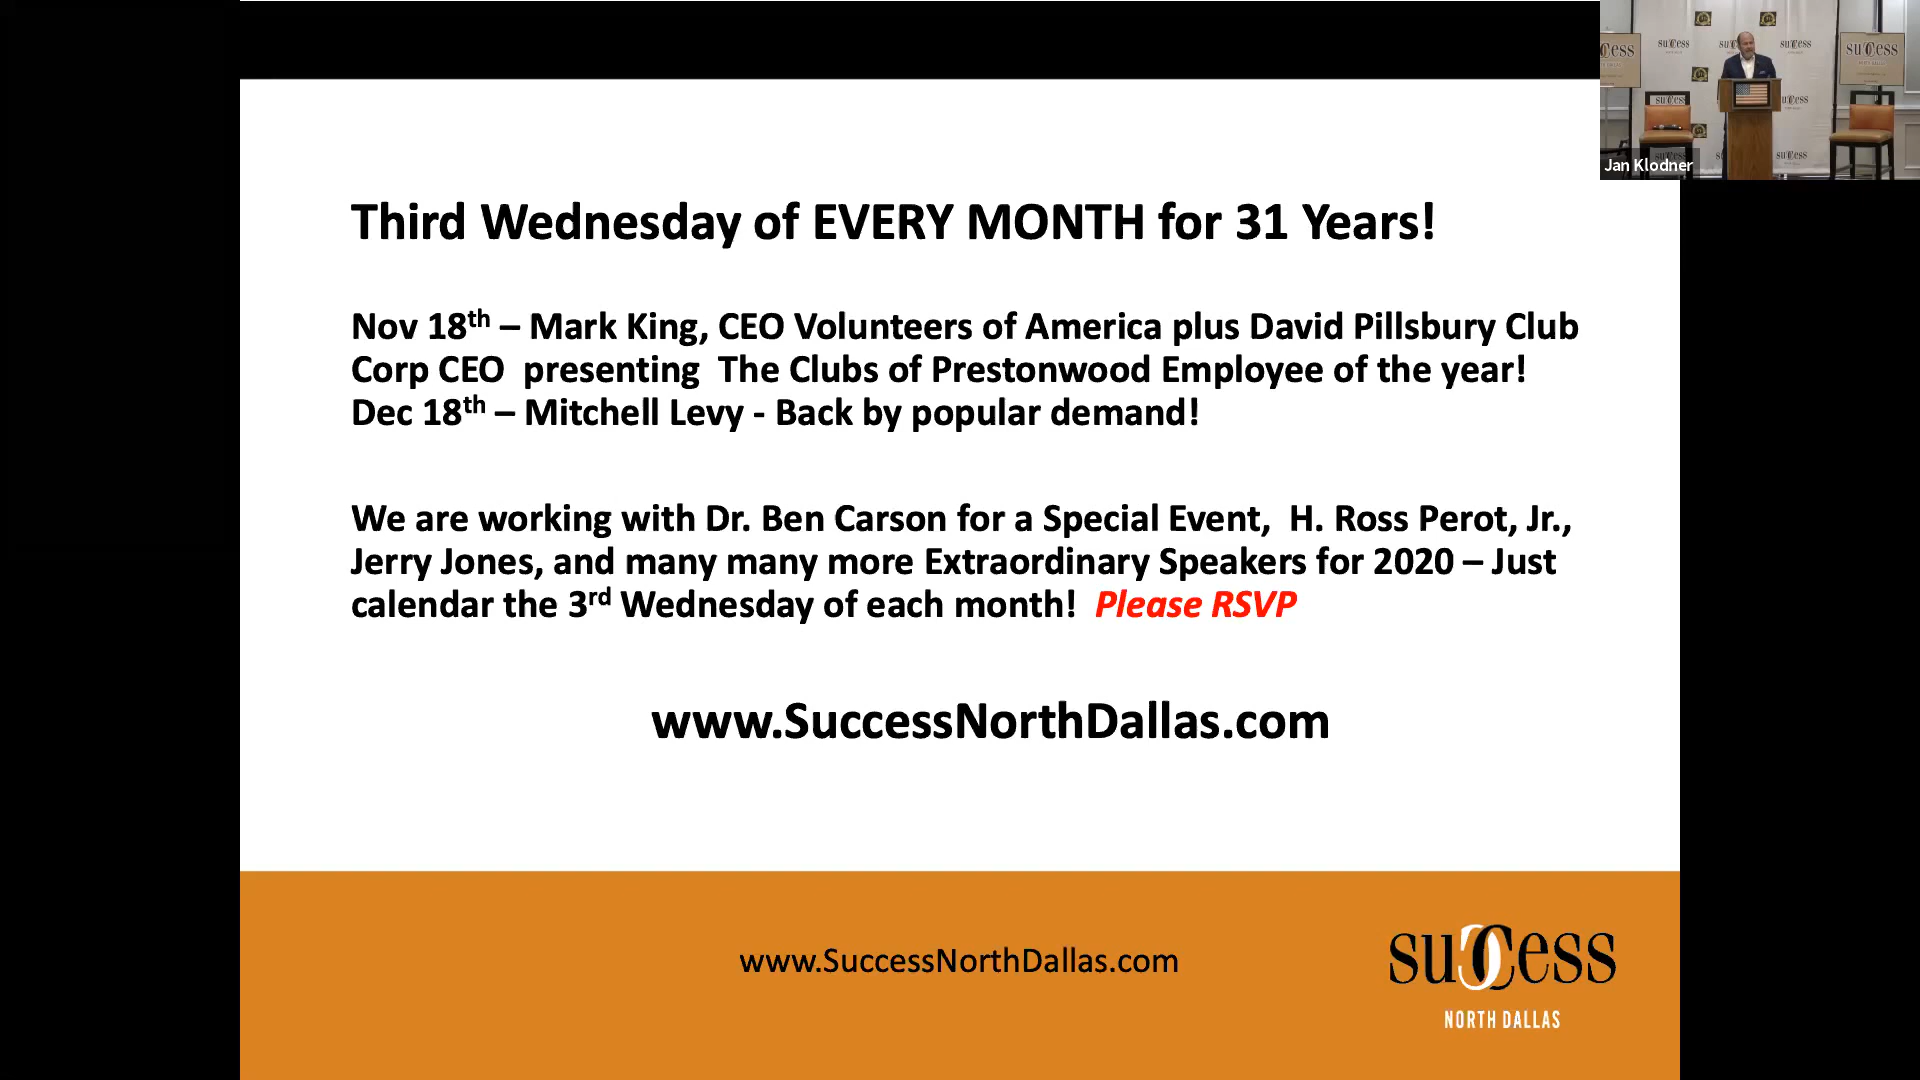 Third Wednesday of EVERY MONTH for 31 Years!
Nov 18th – Mark King, CEO Volunteers of America plus David Pillsbury Club
Corp CEO  presenting  The Clubs of Prestonwood Employee of the year!
Dec 18th – Mitchell Levy - Back by popular demand!
We are working with Dr. Ben Carson for a Special Event,  H. Ross Perot, Jr.,
Jerry Jones, and many many more Extraordinary Speakers for 2020 – Just
calendar the 3rd Wednesday of each month!  Please RSVP
www.SuccessNorthDallas.com
www.SuccessNorthDallas.com
success
NORTH DALLAS
success
success
success
Jan Klodner